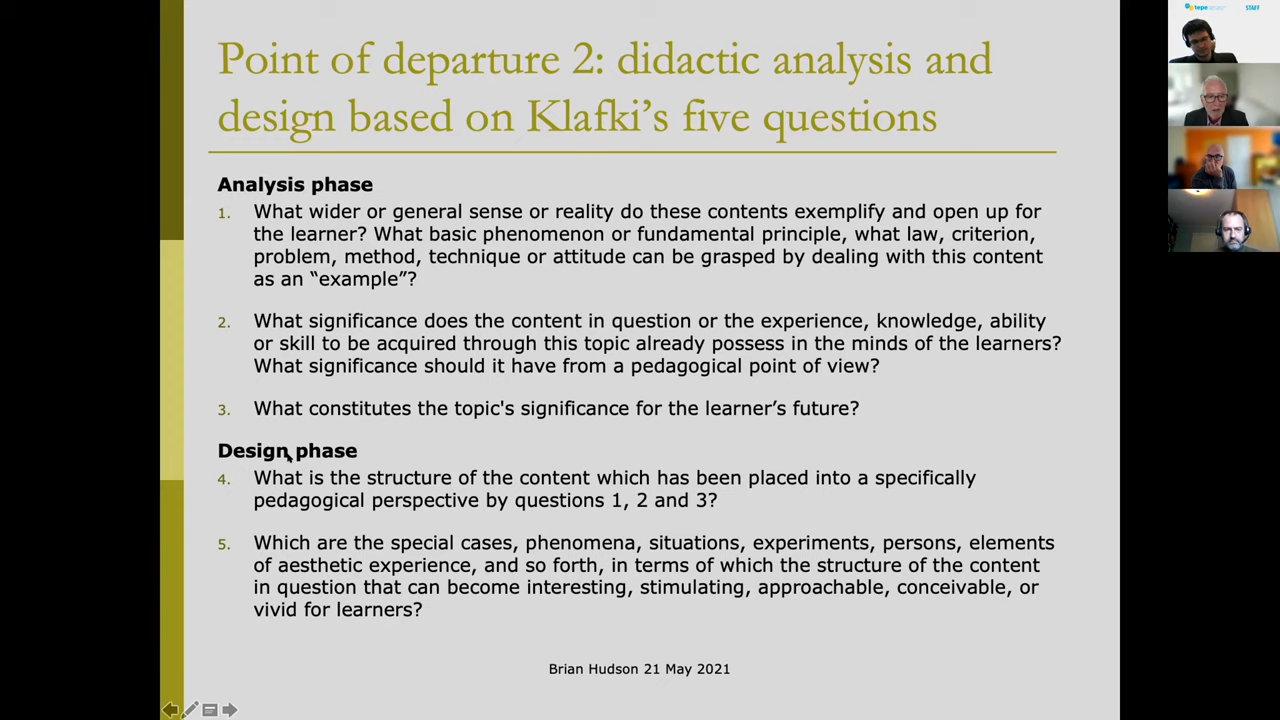 tepe
STAFF
Point of departure 2: didactic analysis and
design based on Klafki’s five questions
Analysis phase
1. What wider or general sense or reality do these contents exemplify and open up for
the learner? What basic phenomenon or fundamental principle, what law, criterion,
problem, method, technique or attitude can be grasped by dealing with this content
as an “example”?
2. What significance does the content in question or the experience, knowledge, ability
or skill to be acquired through this topic already possess in the minds of the learners?
What significance should it have from a pedagogical point of view?
3. What constitutes the topic's significance for the learner’s future?
Design phase
4. What is the structure of the content which has been placed into a specifically
pedagogical perspective by questions 1, 2 and 3?
5. Which are the special cases, phenomena, situations, experiments, persons, elements
of aesthetic experience, and so forth, in terms of which the structure of the content
in question that can become interesting, stimulating, approachable, conceivable, or
vivid for learners?
Brian Hudson 21 May 2021